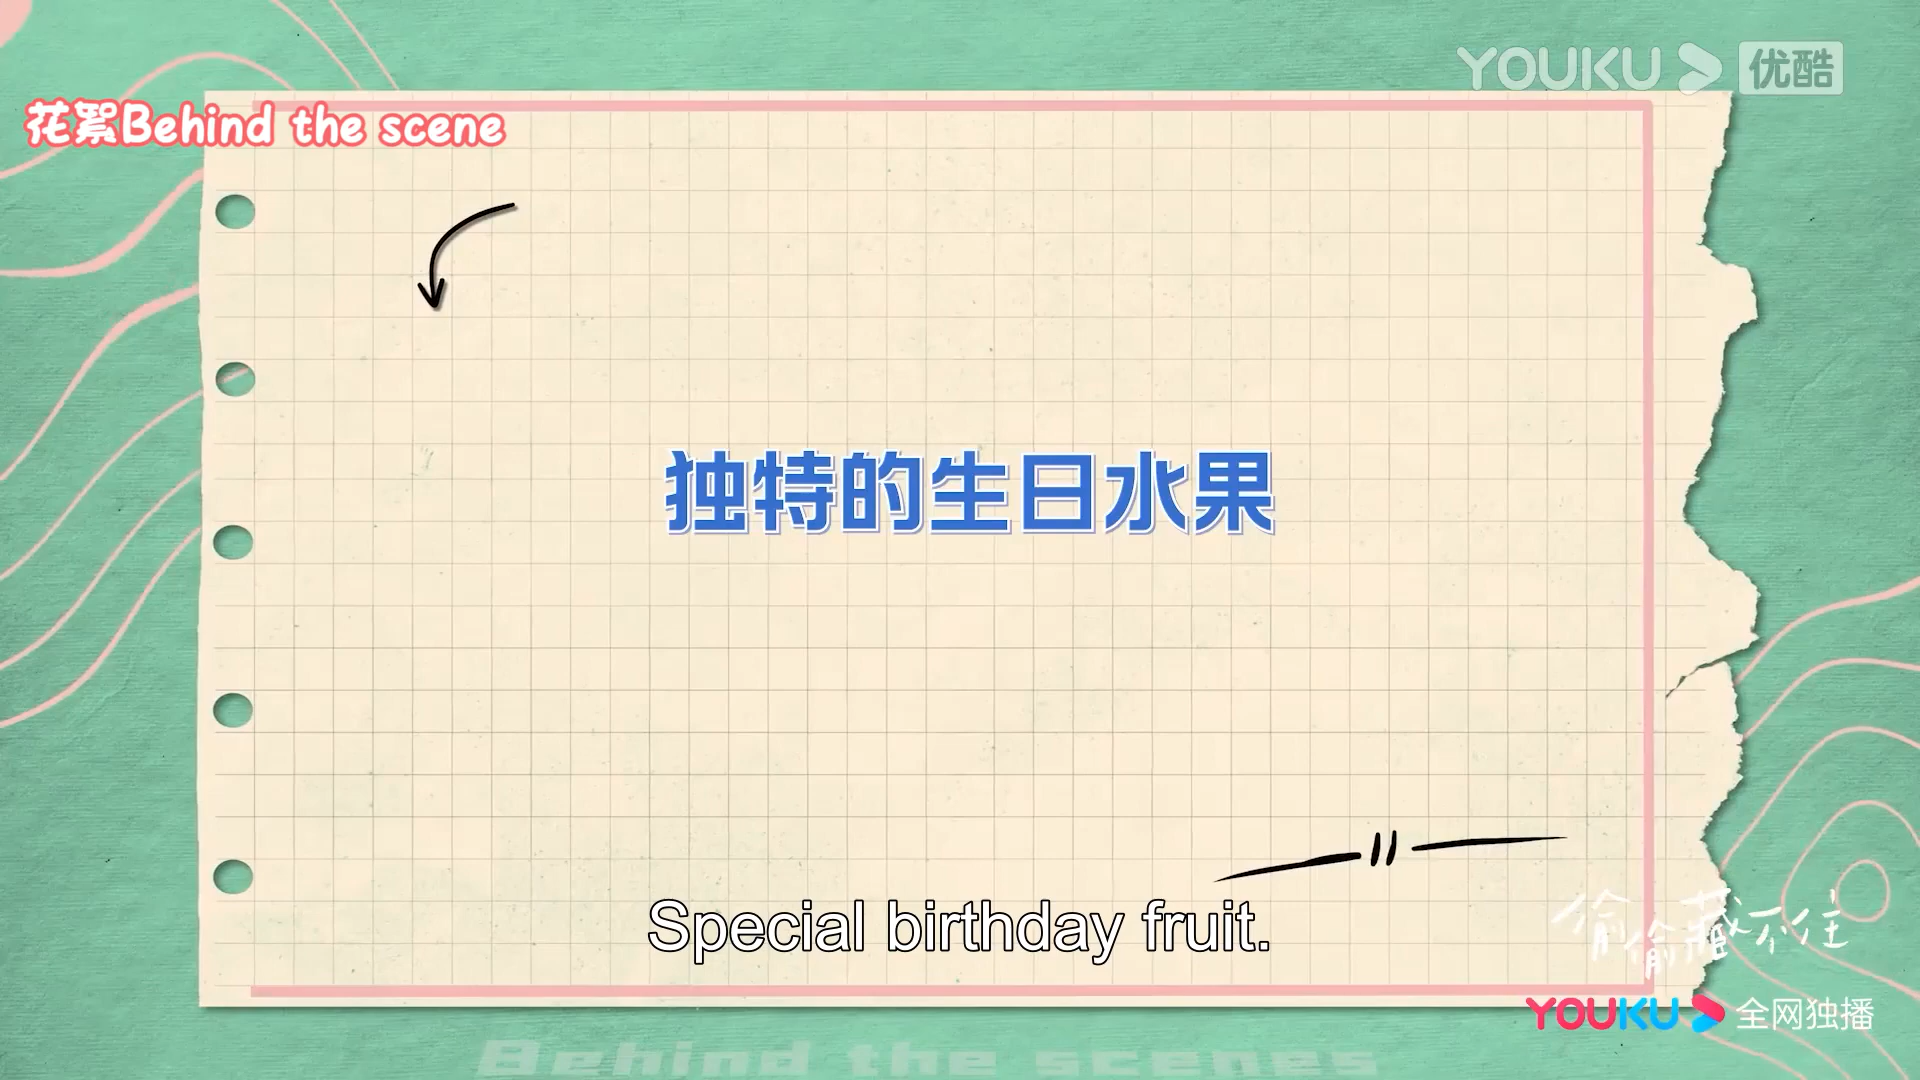 YOUKU 优酷
花絮Behind the scene
独特的生日水果
Special birthday fruit.
偷偷藏不住
YOUKU 全网独播
Behind the scenes